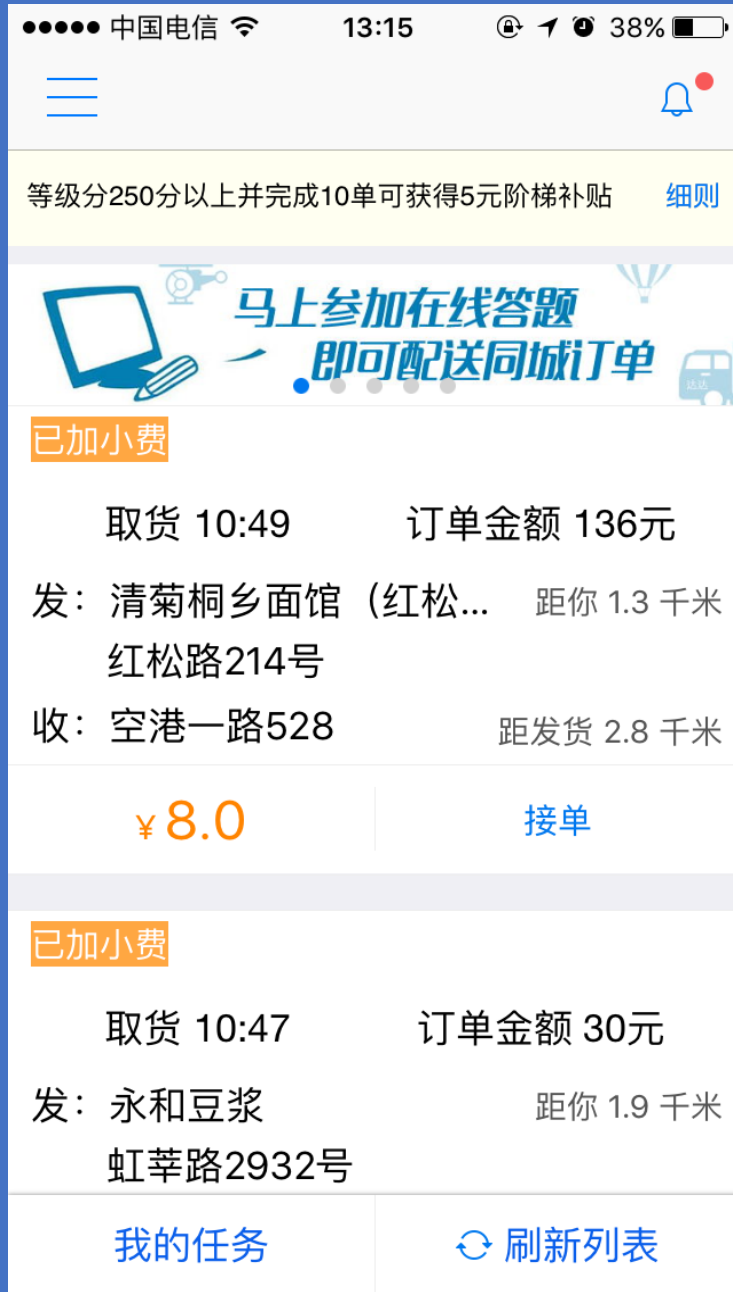 中国电信 13:15 38%
等级分250分以上并完成10单可获得5元阶梯补贴 细则
马上参加在线答题
即可配送同城订单
达达
已加小费
取货 10:49 订单金额 136元
发：清菊桐乡面馆（红松... 距你 1.3 千米
红松路214号
收：空港一路528 距发货 2.8 千米
¥8.0 接单
已加小费
取货 10:47 订单金额 30元
发：永和豆浆 距你 1.9 千米
虹莘路2932号
我的任务 刷新列表